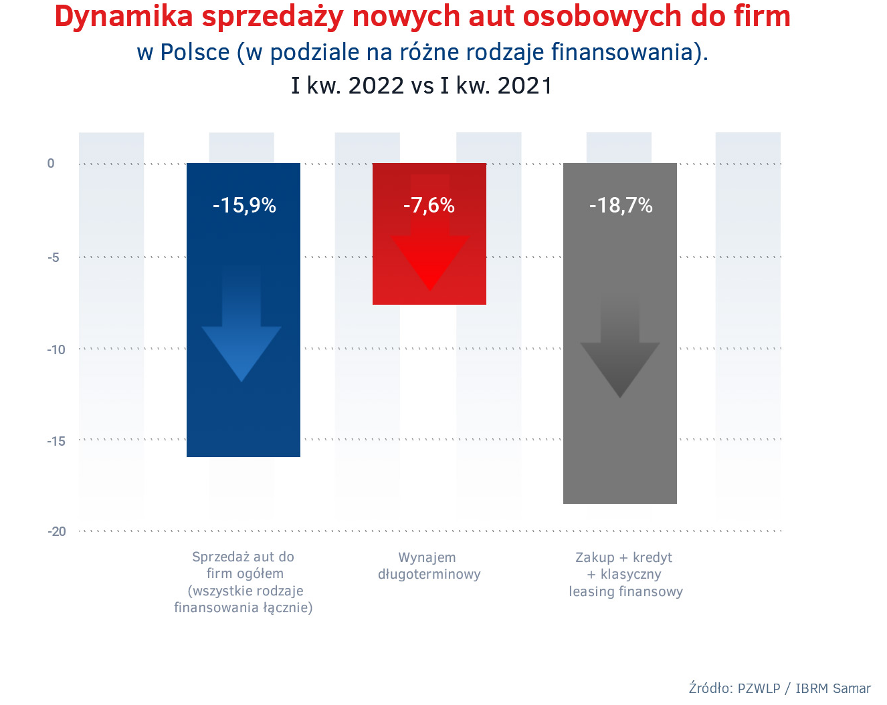 Dynamika sprzedaży nowych aut osobowych do firm
w Polsce (w podziale na różne rodzaje finansowania).
I kw. 2022 vs I kw. 2021
0
-15,9%
-7,6%
-18,7%
-5
-10
-15
-20
Sprzedaż aut do
firm ogółem
(wszystkie rodzaje
finansowania łącznie)
Wynajem
długoterminowy
Zakup + kredyt
+ klasyczny
leasing finansowy
Źródło: PZWLP / IBRM Samar